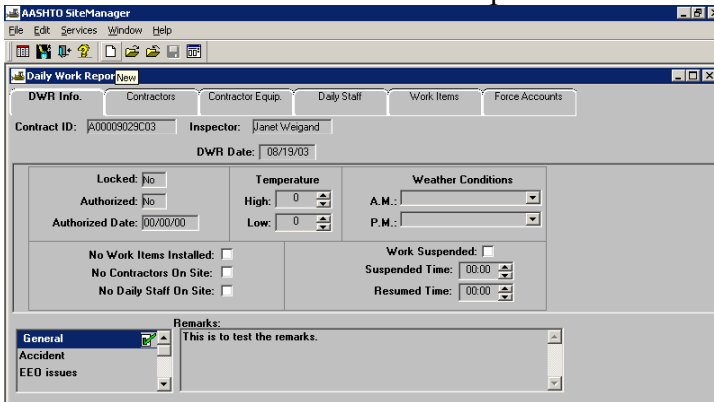 AASHTO SiteManager
File Edit Services Window Help
Daily Work Repor New
DWR Info. Contractors Contractor Equip. Daily Staff Work Items Force Accounts
Contract ID: A00009029C03 Inspector: Janet Weigand
DWR Date: 08/19/03
Locked: No Temperature Weather Conditions
Authorized: No High: 0 A.M.:
Authorized Date: 00/00/00 Low: 0 P.M.:
No Work Items Installed: Work Suspended:
No Contractors On Site: Suspended Time: 00:00
No Daily Staff On Site: Resumed Time: 00:00
Remarks:
General This is to test the remarks.
Accident
EEO issues